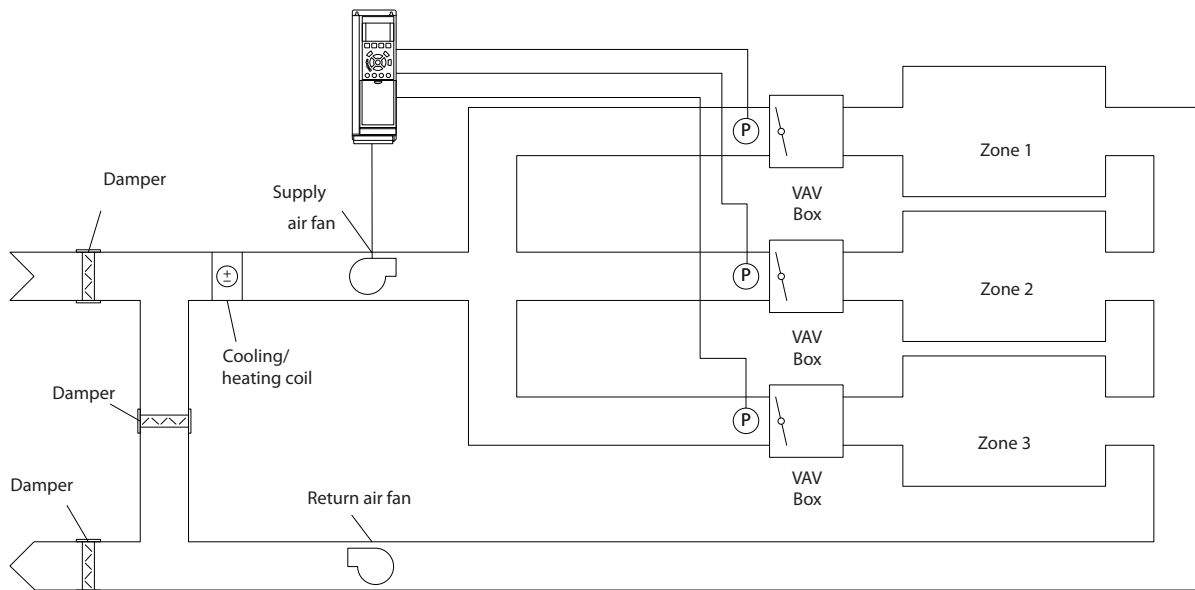 P
Zone 1
Damper
Supply
air fan
VAV
Box
P
Zone 2
±
VAV
Box
Cooling/
heating coil
Damper
P
Zone 3
Damper
VAV
Box
Return air fan